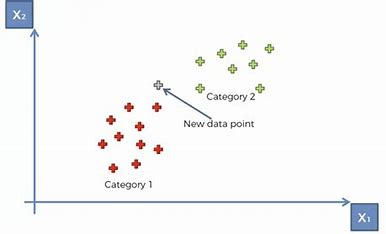 X2
Category 2
New data point
Category 1
X1